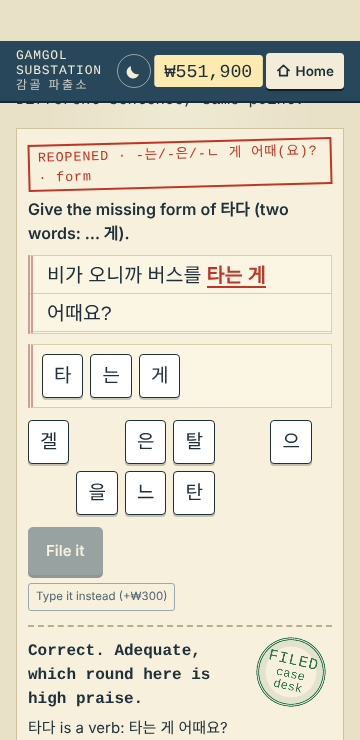 GAMGOL
SUBSTATION
감골 파출소
₩551,900
Home
REOPENED · -는/-은/-ㄴ 게 어때(요)?
· form
Give the missing form of 타다 (two
words: … 게).
비가 오니까 버스를 타는 게
어때요?
타 는 게
겔 은 탈 으
을 느 탄
File it
Type it instead (+₩300)
Correct. Adequate,
which round here is
high praise.
FILED
case
desk
타다 is a verb: 타는 게 어때요?